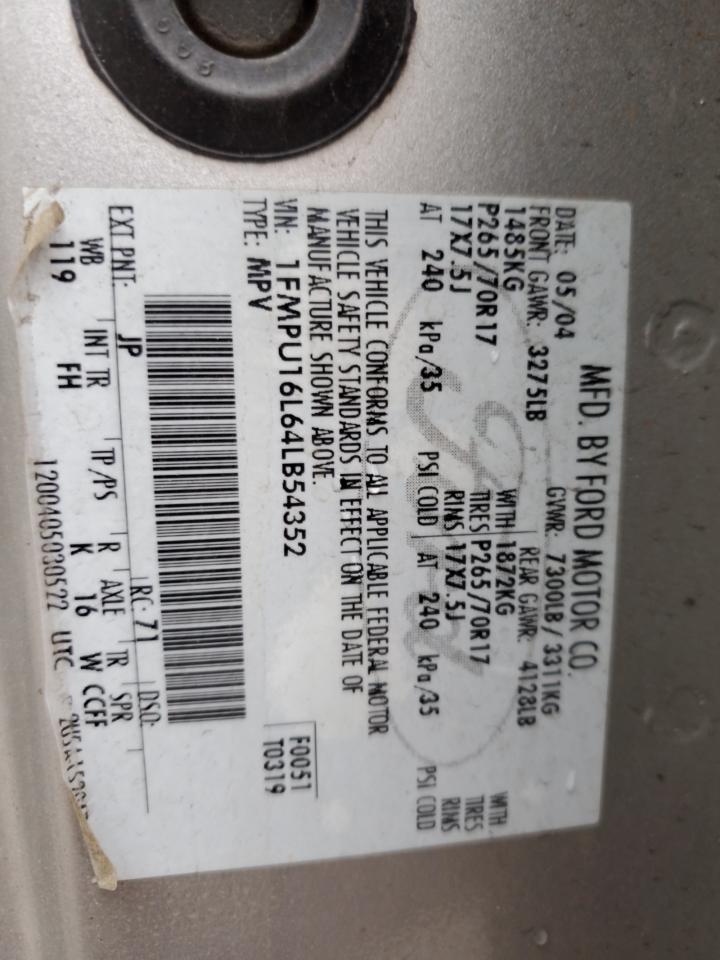 MFD. BY FORD MOTOR CO.
DATE: 05/04 GVWR: 7300LB / 3311KG
FRONT GAWR: 3275LB REAR GAWR: 4128LB
1485KG WITH 1872KG WITH
P265/70R17 TIRES P265/70R17 TIRES
17X7.5J RIMS 17X7.5J RIMS
AT 240 kPa/35 PSI COLD AT 240 kPa/35 PSI COLD
THIS VEHICLE CONFORMS TO ALL APPLICABLE FEDERAL MOTOR
VEHICLE SAFETY STANDARDS IN EFFECT ON THE DATE OF
MANUFACTURE SHOWN ABOVE.
VIN: 1FMPU16L64LB54352 F0051
TYPE: MPV T0319
EXT PNT: JP RC: 71 DSO:
WB INT TR TP/PS R AXLE TR SPR
119 FH K 16 W CCFF
1200405030522 UTC